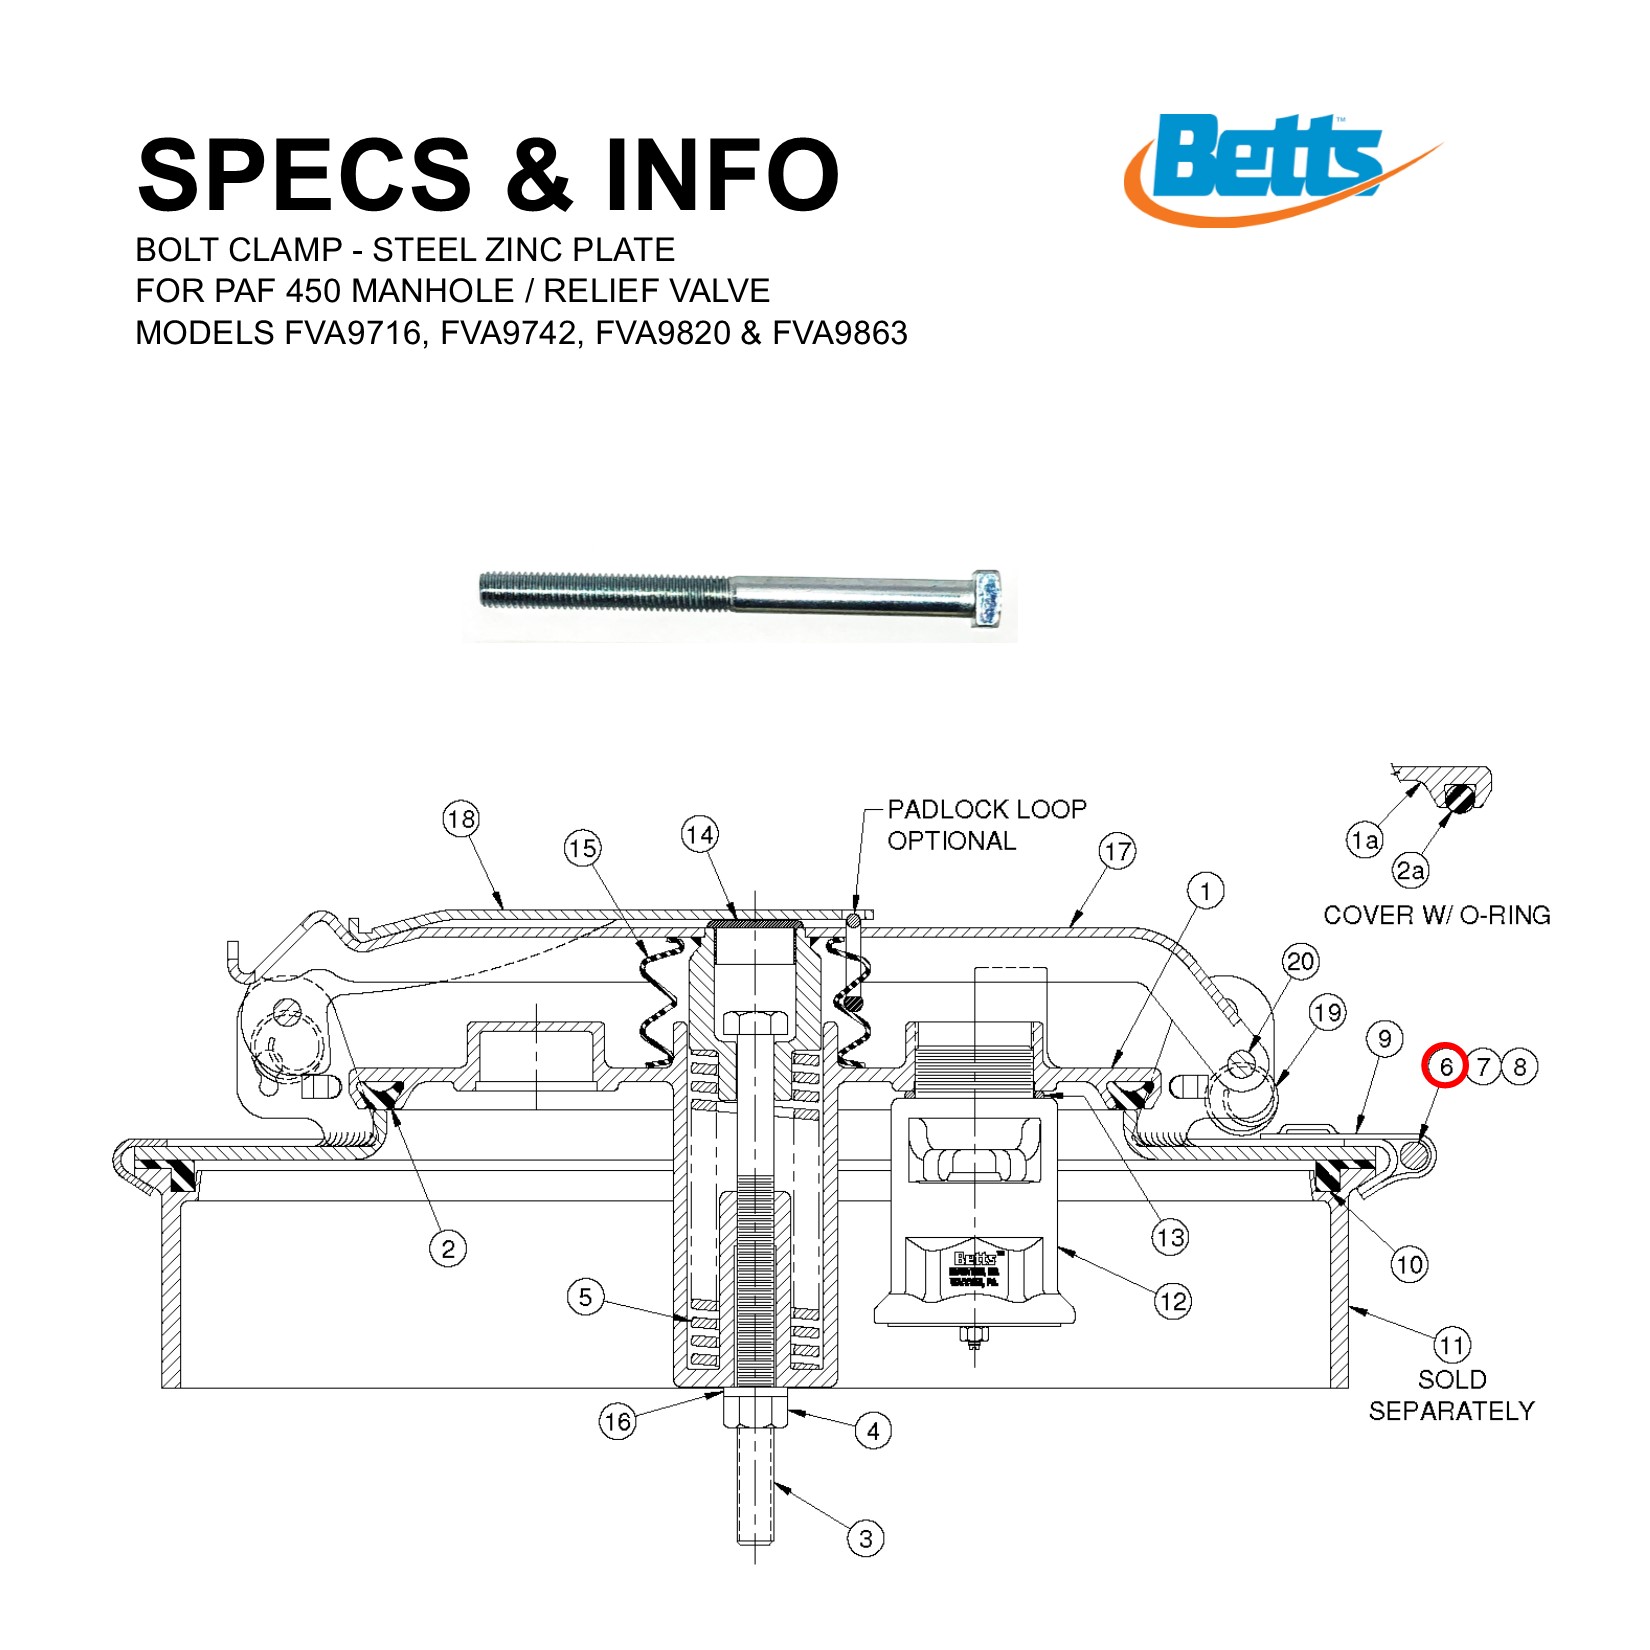 SPECS & INFO
Betts™
BOLT CLAMP - STEEL ZINC PLATE
FOR PAF 450 MANHOLE / RELIEF VALVE
MODELS FVA9716, FVA9742, FVA9820 & FVA9863
18
15
14
PADLOCK LOOP
OPTIONAL
17
1
1a
2a
COVER W/ O-RING
20
19
9
6 7 8
2
13
10
5
Betts
12
11
SOLD
SEPARATELY
16
4
3